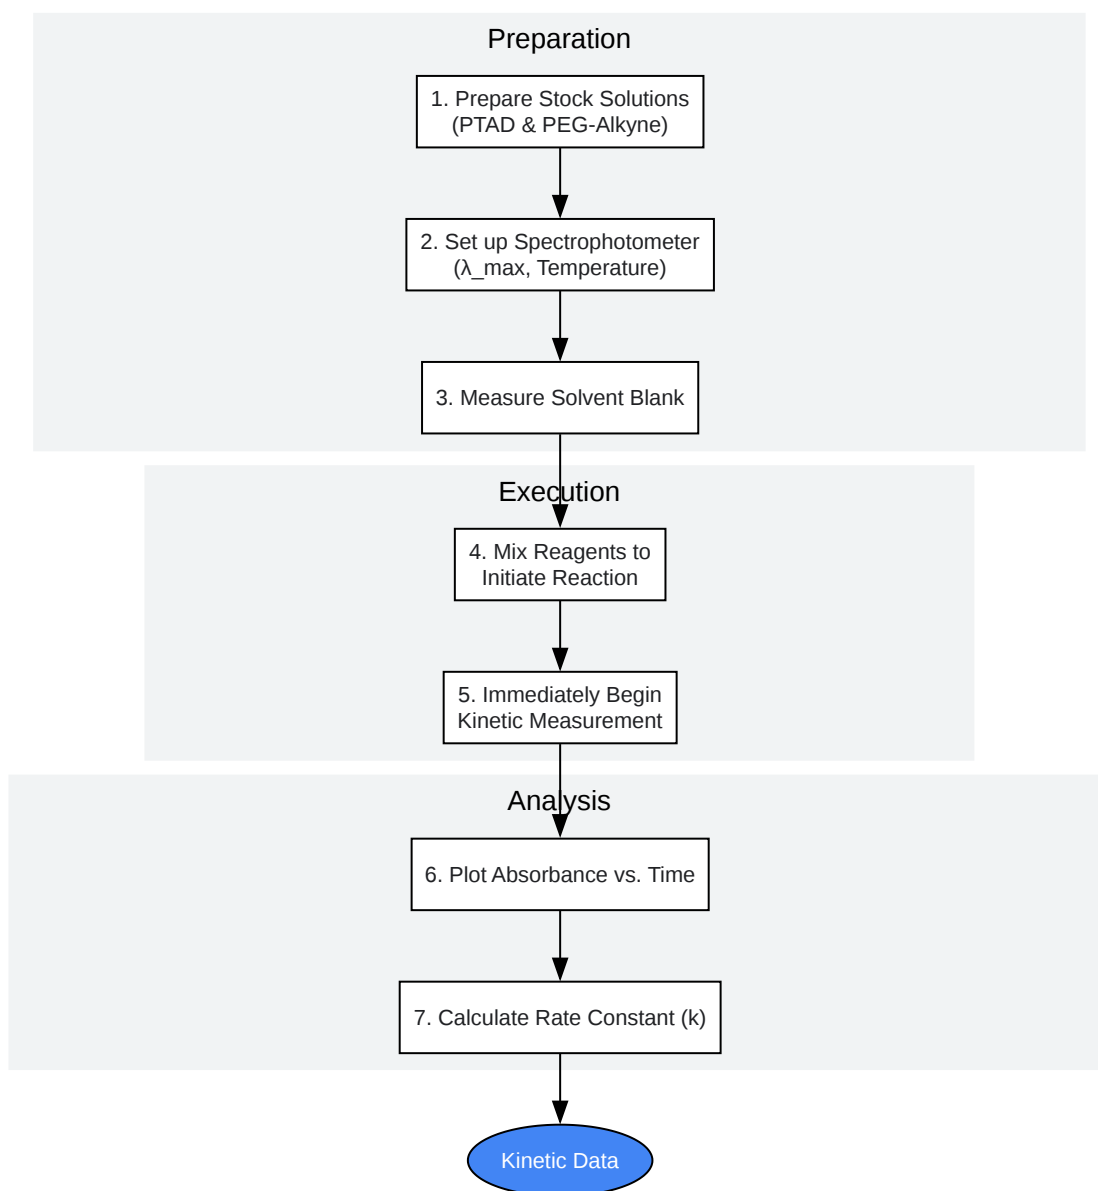 Preparation
1. Prepare Stock Solutions
(PTAD & PEG-Alkyne)
2. Set up Spectrophotometer
(λ_max, Temperature)
3. Measure Solvent Blank
Execution
4. Mix Reagents to
Initiate Reaction
5. Immediately Begin
Kinetic Measurement
Analysis
6. Plot Absorbance vs. Time
7. Calculate Rate Constant (k)
Kinetic Data